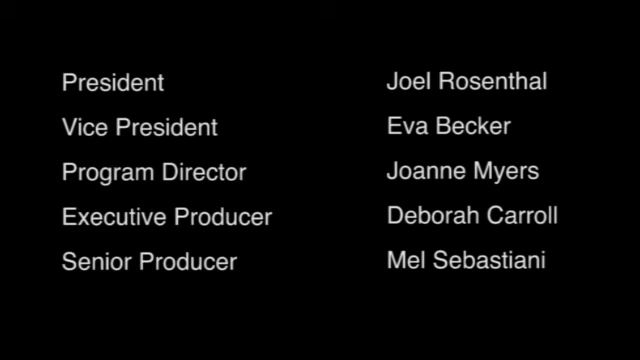 President Joel Rosenthal
Vice President Eva Becker
Program Director Joanne Myers
Executive Producer Deborah Carroll
Senior Producer Mel Sebastiani